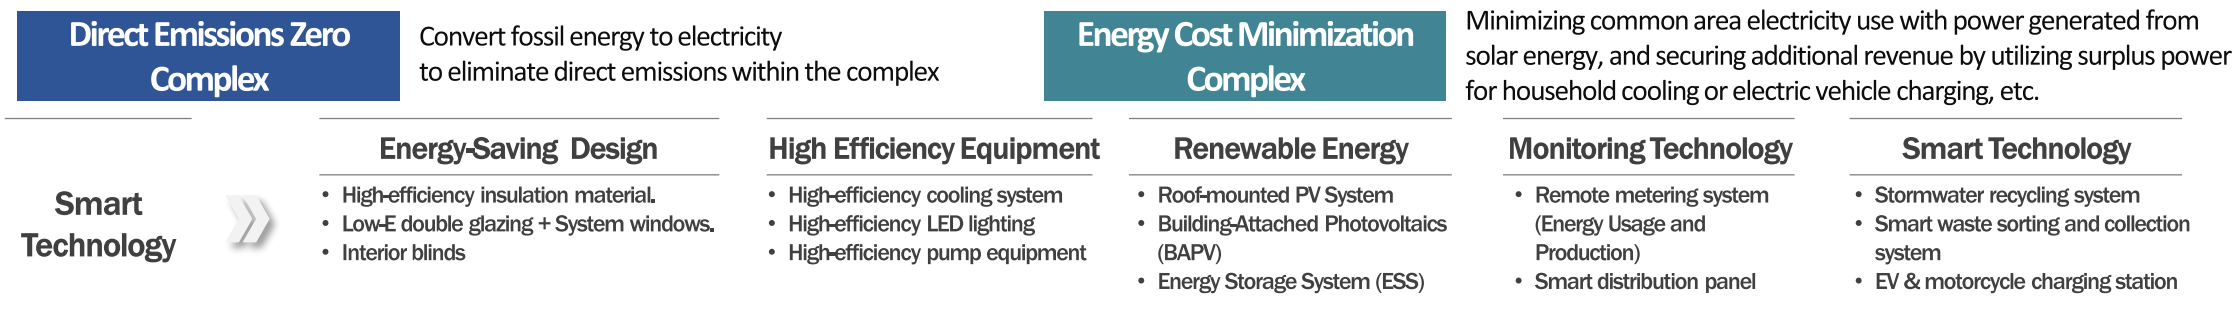 Direct Emissions Zero
Complex
Convert fossil energy to electricity
to eliminate direct emissions within the complex
Energy Cost Minimization
Complex
Minimizing common area electricity use with power generated from
solar energy, and securing additional revenue by utilizing surplus power
for household cooling or electric vehicle charging, etc.
Smart
Technology
Energy-Saving Design
• High-efficiency insulation material.
• Low-E double glazing + System windows.
• Interior blinds
High Efficiency Equipment
• High-efficiency cooling system
• High-efficiency LED lighting
• High-efficiency pump equipment
Renewable Energy
• Roof-mounted PV System
• Building-Attached Photovoltaics
(BAPV)
• Energy Storage System (ESS)
Monitoring Technology
• Remote metering system
(Energy Usage and
Production)
• Smart distribution panel
Smart Technology
• Stormwater recycling system
• Smart waste sorting and collection
system
• EV & motorcycle charging station